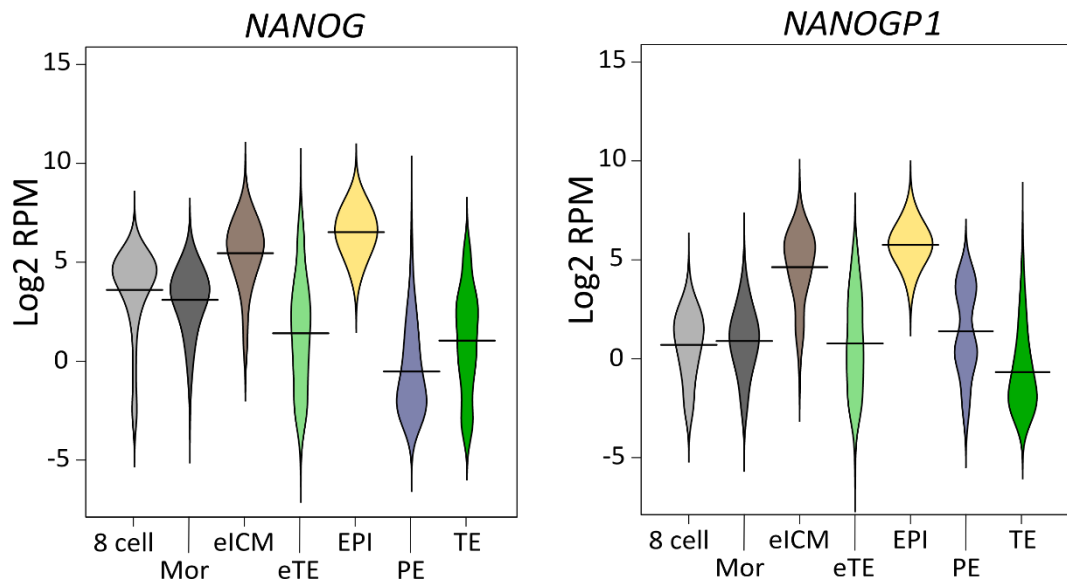 NANOG
Log2 RPM
15
10
5
0
-5
8 cell
Mor
eICM
eTE
EPI
PE
TE
NANOGP1
Log2 RPM
15
10
5
0
-5
8 cell
Mor
eICM
eTE
EPI
PE
TE